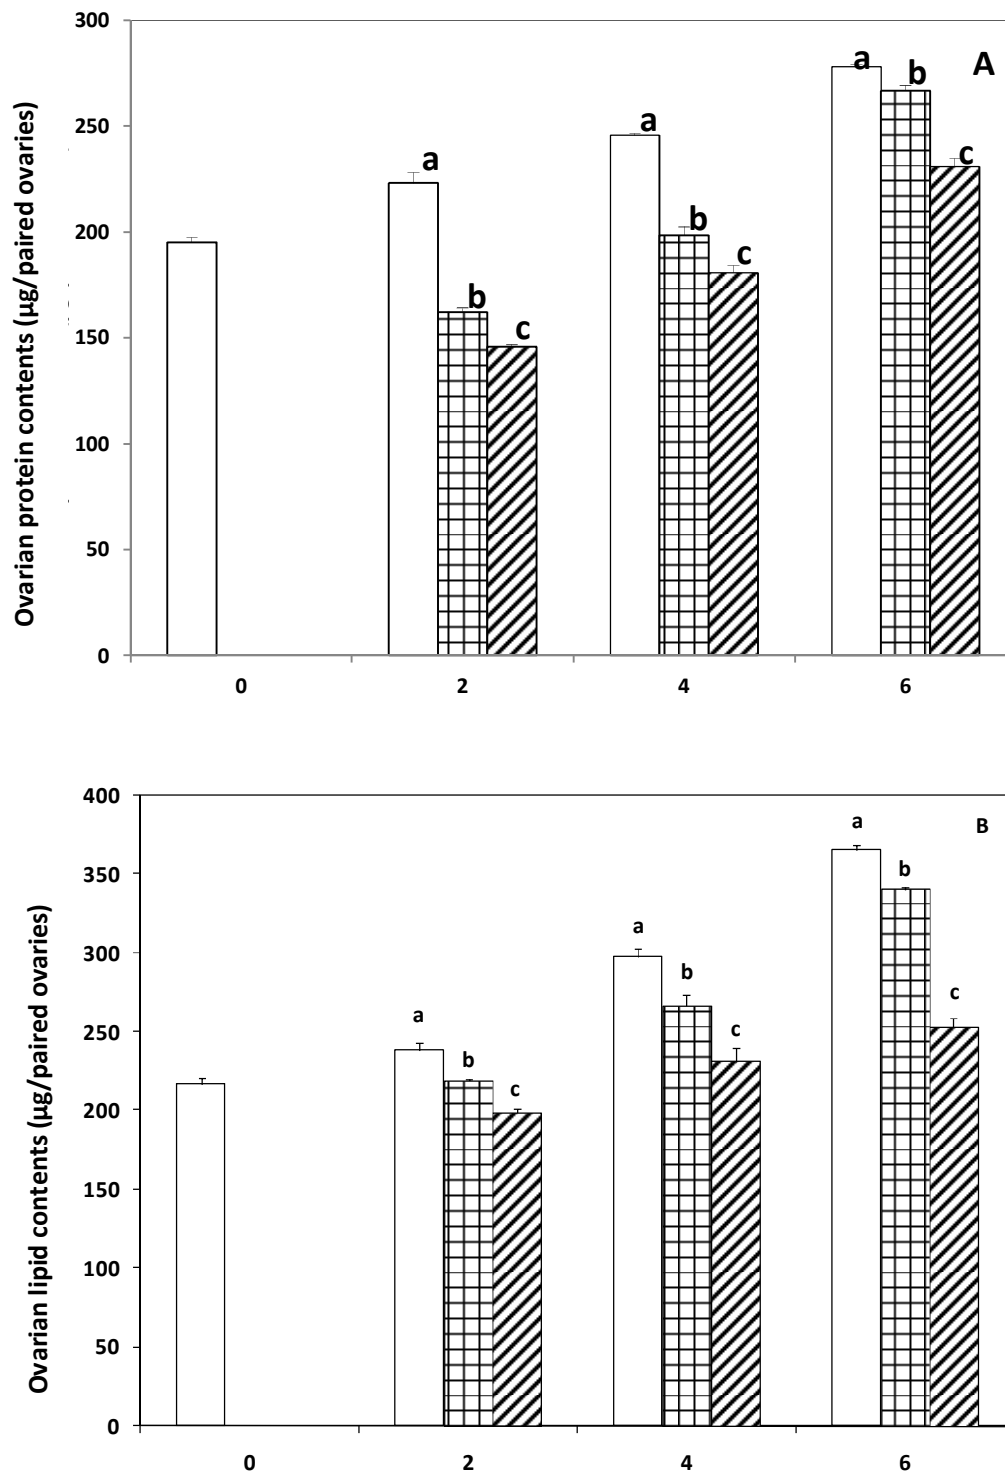 300
250
200
150
100
50
0
Ovarian protein contents (µg/paired ovaries)
A
a
b
c
a
b
c
a
b
c
0 2 4 6
400
350
300
250
200
150
100
50
0
Ovarian lipid contents (µg/paired ovaries)
B
a
b
c
a
b
c
a
b
c
0 2 4 6